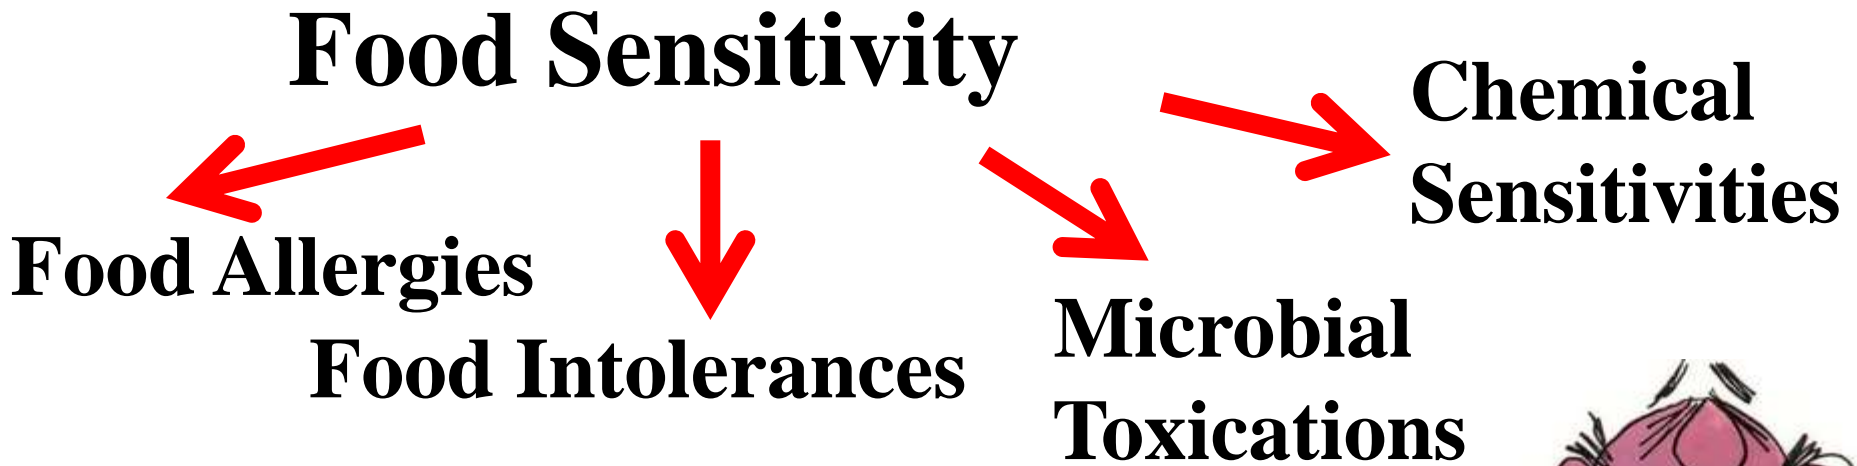 Food Sensitivity
Food Allergies
Food Intolerances
Microbial
Toxications
Chemical
Sensitivities